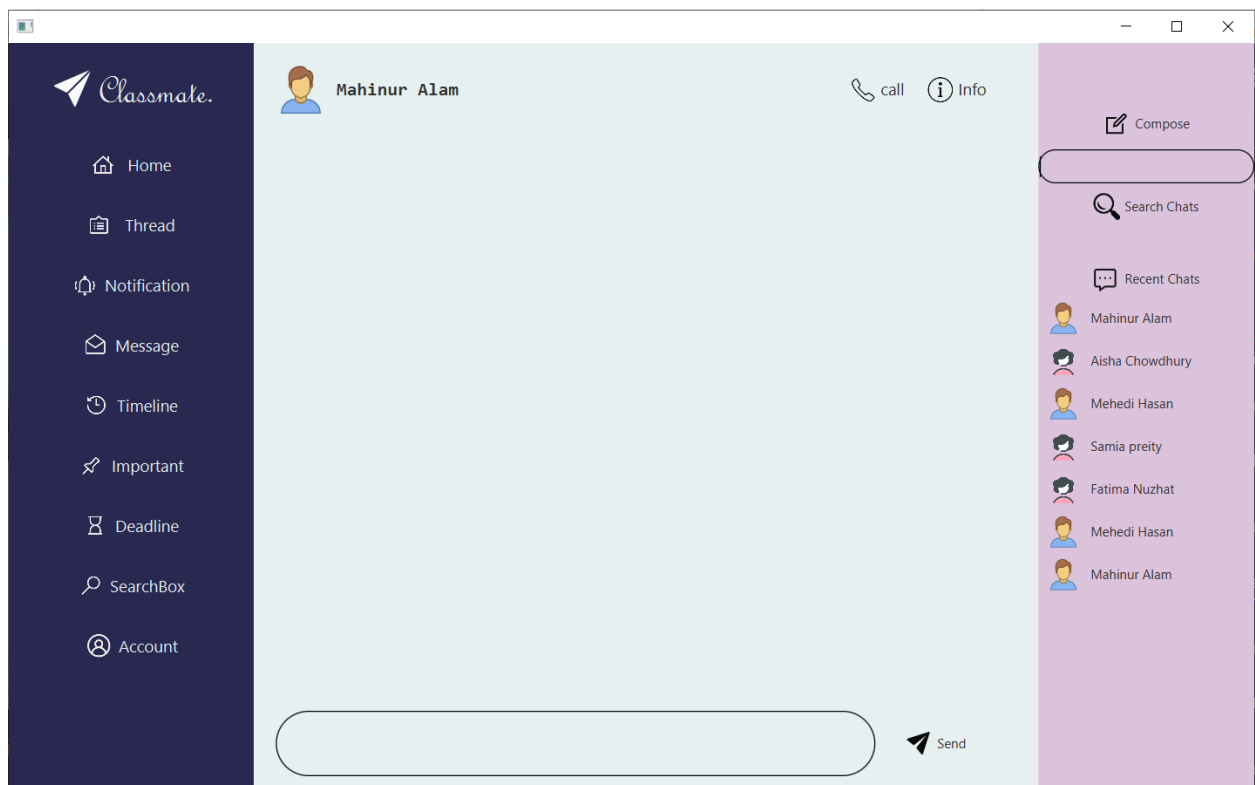 Classmate.
Home
Thread
Notification
Message
Timeline
Important
Deadline
SearchBox
Account
Mahinur Alam
call
Info
Send
Compose
Search Chats
Recent Chats
Mahinur Alam
Aisha Chowdhury
Mehedi Hasan
Samia preity
Fatima Nuzhat
Mehedi Hasan
Mahinur Alam